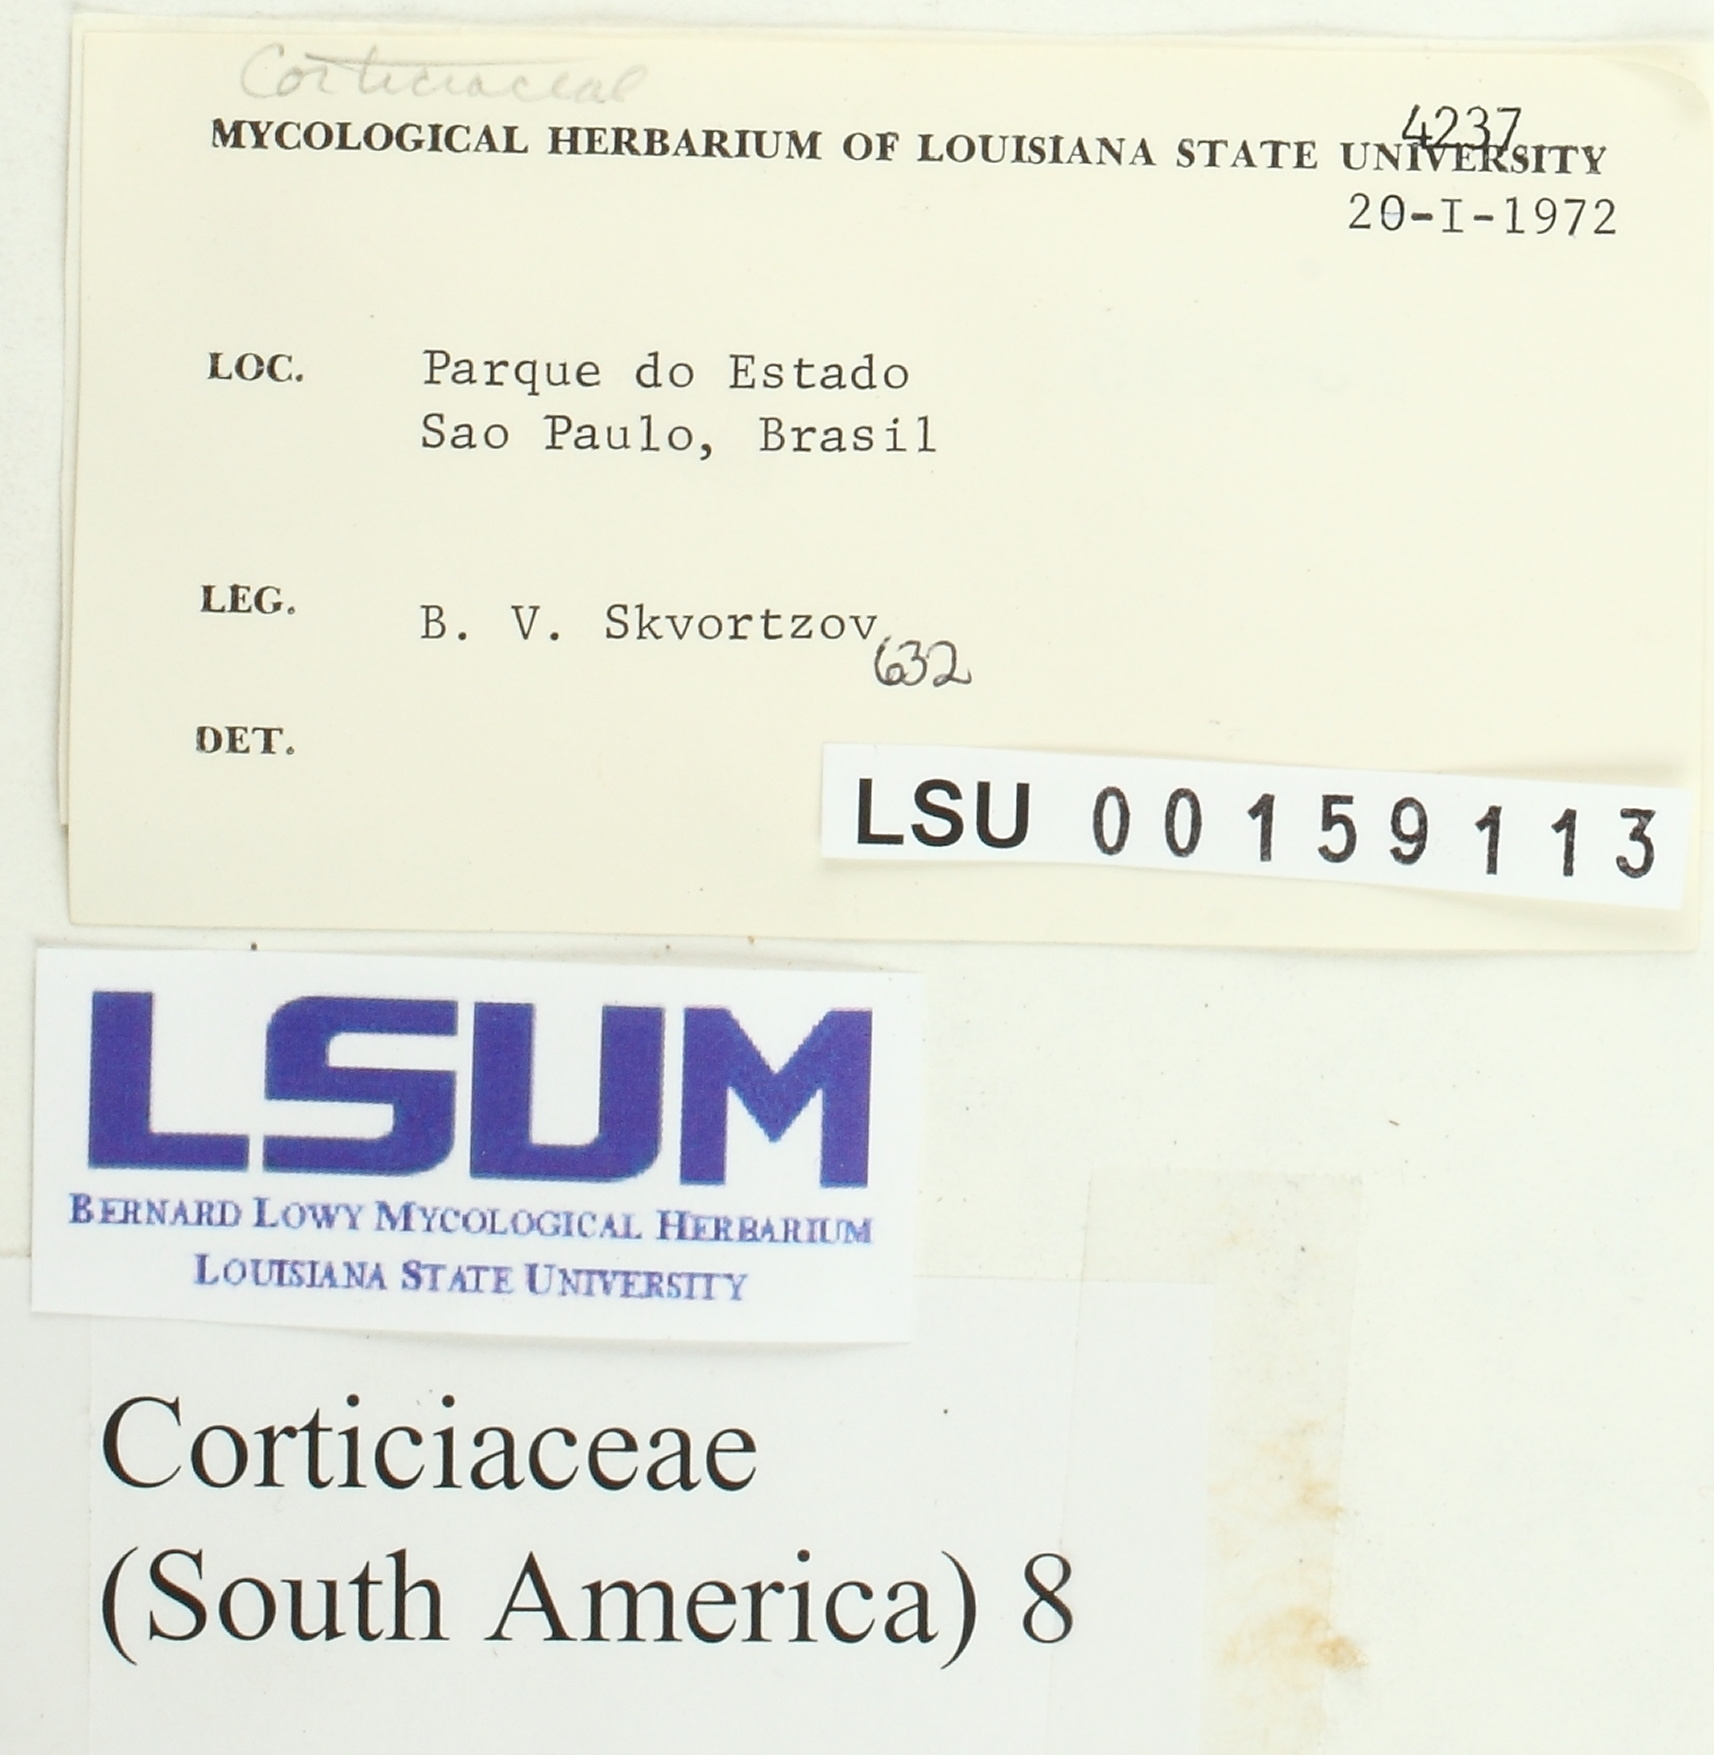 Corticiaceae
4237
MYCOLOGICAL HERBARIUM OF LOUISIANA STATE UNIVERSITY
20-I-1972
LOC. Parque do Estado
Sao Paulo, Brasil
LEG. B. V. Skvortzov 632
DET.
LSU 00159113
LSUM
BERNARD LOWY MYCOLOGICAL HERBARIUM
LOUISIANA STATE UNIVERSITY
Corticiaceae
(South America) 8